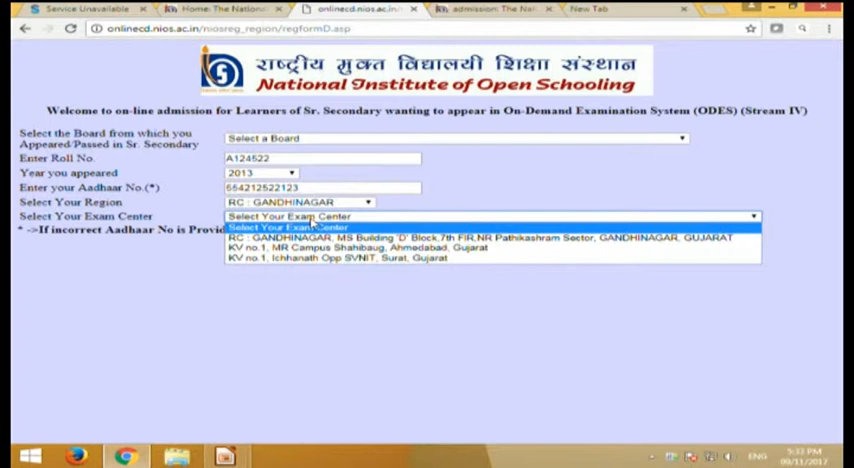 Service Unavailable
Home: The National
onlinecd.nios.ac.in/
admission: The Nat
New Tab
onlinecd.nios.ac.in/niosreg_region/regformD.asp
राष्ट्रीय मुक्त विद्यालयी शिक्षा संस्थान
National Institute of Open Schooling
Welcome to on-line admission for Learners of Sr. Secondary wanting to appear in On-Demand Examination System (ODES) (Stream IV)
Select the Board from which you
Appeared/Passed in Sr. Secondary
Select a Board
Enter Roll No.
A124522
Year you appeared
2013
Enter your Aadhaar No.(*)
654212522123
Select Your Region
RC : GANDHINAGAR
Select Your Exam Center
Select Your Exam Center
* ->If incorrect Aadhaar No is Provid
Select Your Exam Center
RC : GANDHINAGAR, MS Building 'D' Block,7th FlR,NR Pathikashram Sector, GANDHINAGAR, GUJARAT
KV no.1, MR Campus Shahibaug, Ahmedabad, Gujarat
KV no.1, Ichhanath Opp SVNIT, Surat, Gujarat
ENG
5:33 PM
09/11/2017